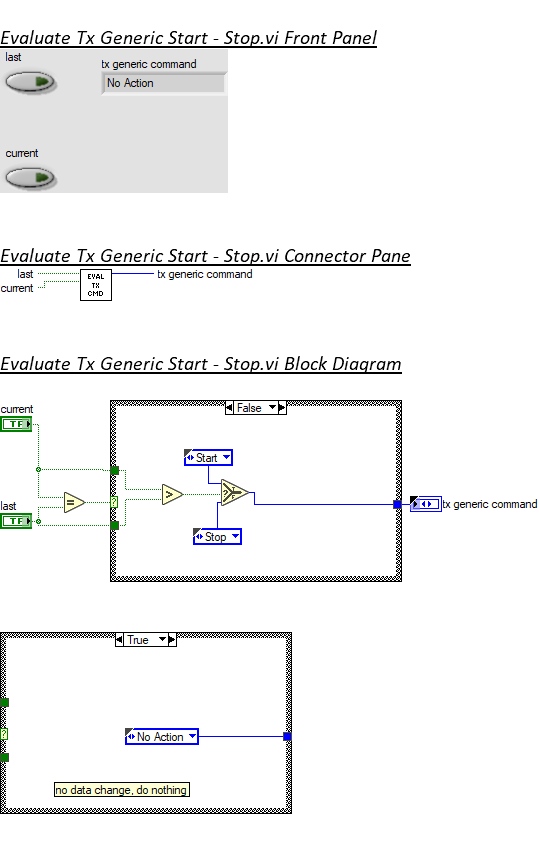 Evaluate Tx Generic Start - Stop.vi Front Panel
last
tx generic command
No Action
current
Evaluate Tx Generic Start - Stop.vi Connector Pane
last
current
EVAL
TX
CMD
tx generic command
Evaluate Tx Generic Start - Stop.vi Block Diagram
current
TF
False
Start
=
?
>
?
T
F
last
TF
Stop
tx generic command
True
?
No Action
no data change, do nothing